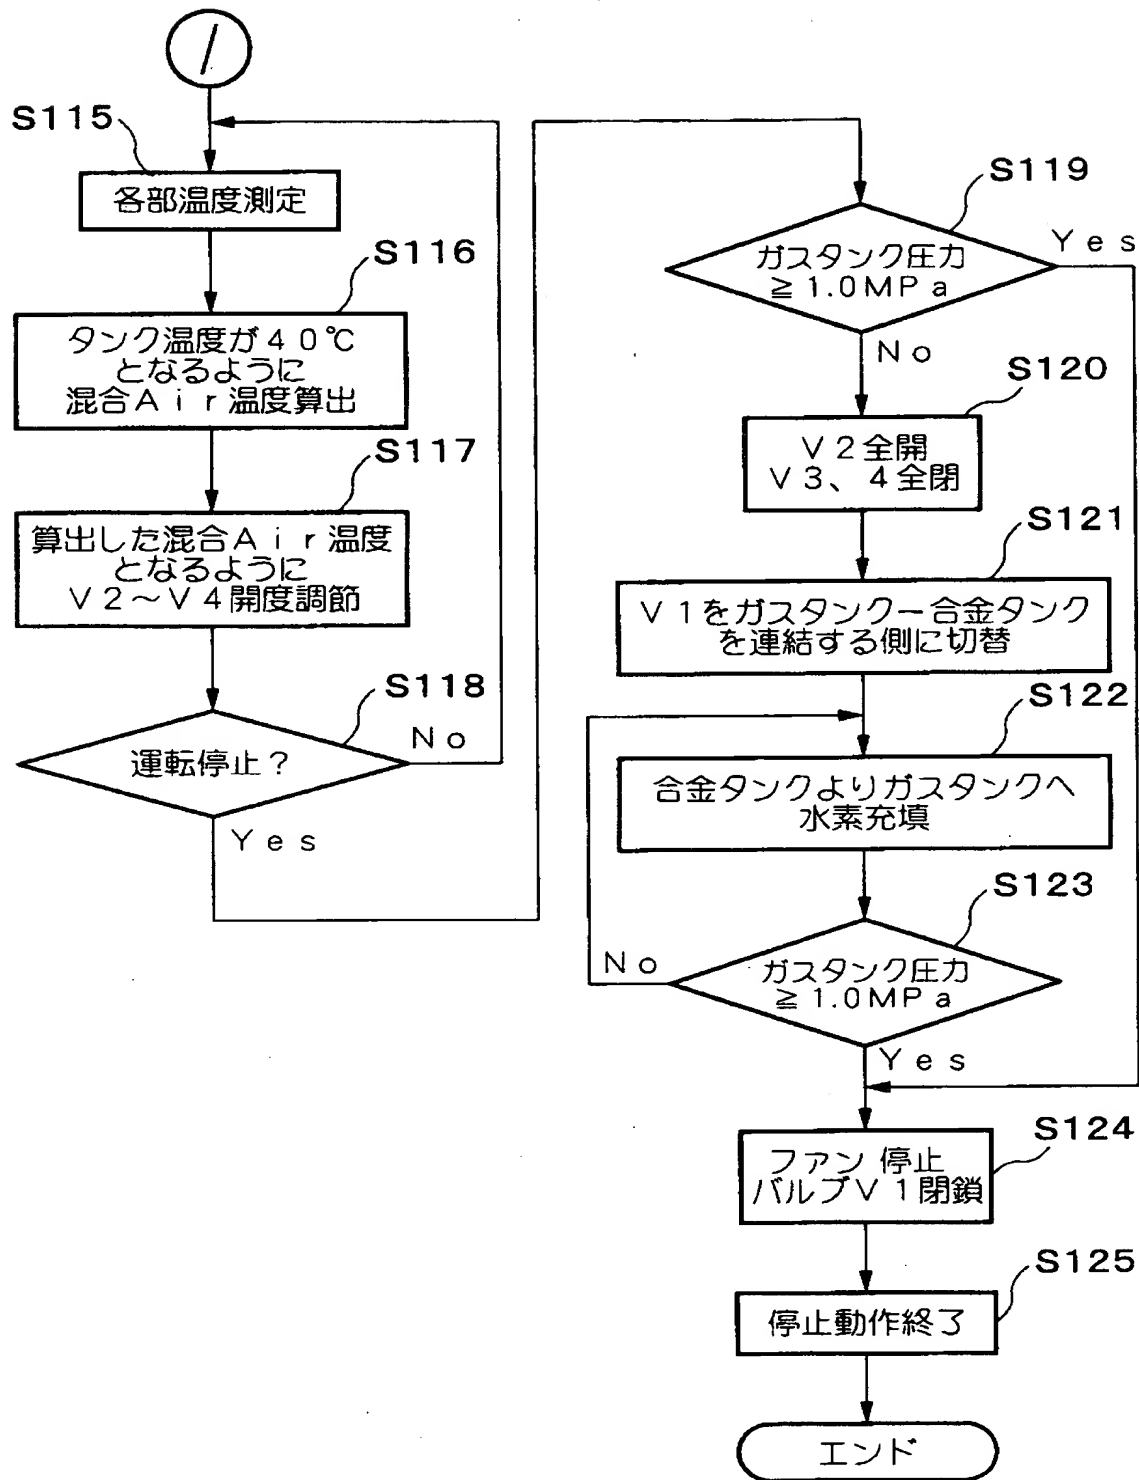 S115
各部温度測定
S116
タンク温度が40℃
となるように
混合Air温度算出
S117
算出した混合Air温度
となるように
V2～V4開度調節
S118
運転停止?
No
Yes
S119
ガスタンク圧力
≧1.0MPa
Yes
No
S120
V2全開
V3、4全閉
S121
V1をガスタンクー合金タンク
を連結する側に切替
S122
合金タンクよりガスタンクへ
水素充填
S123
ガスタンク圧力
≧1.0MPa
No
Yes
S124
ファン 停止
バルブV1閉鎖
S125
停止動作終了
エンド